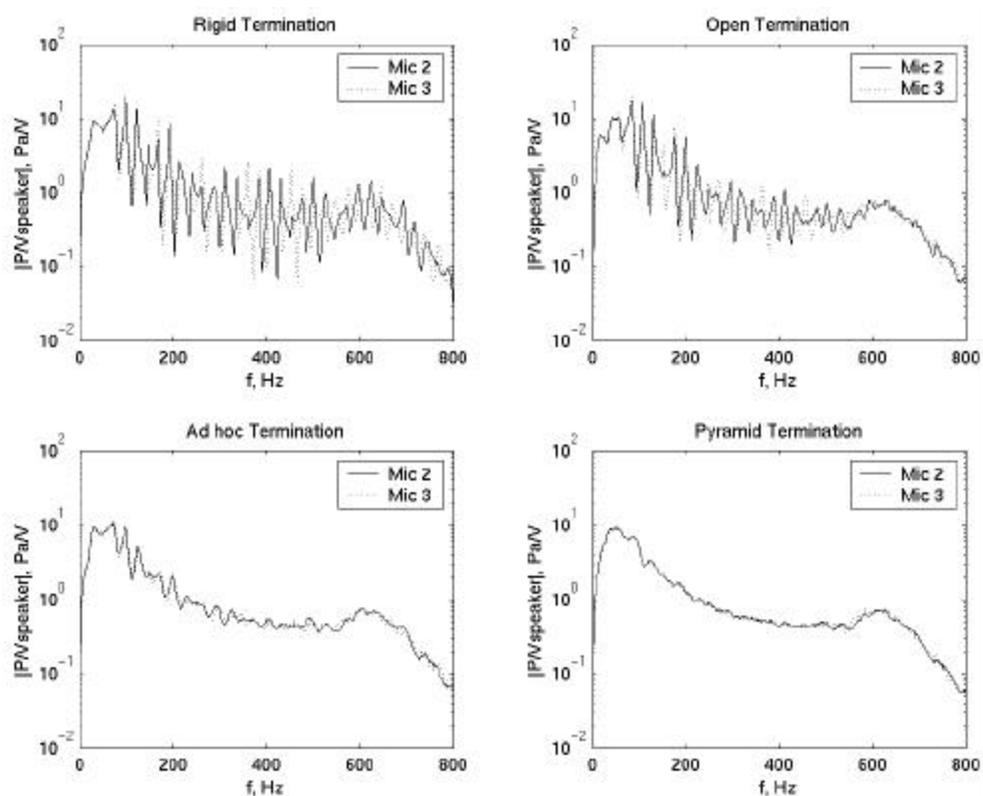 Rigid Termination
10^2
10^1
10^0
10^-1
10^-2
|P/Vspeaker|, Pa/V
Mic 2
Mic 3
0 200 400 600 800
f, Hz
Open Termination
10^2
10^1
10^0
10^-1
10^-2
|P/Vspeaker|, Pa/V
Mic 2
Mic 3
0 200 400 600 800
f, Hz
Ad hoc Termination
10^2
10^1
10^0
10^-1
10^-2
|P/Vspeaker|, Pa/V
Mic 2
Mic 3
0 200 400 600 800
f, Hz
Pyramid Termination
10^2
10^1
10^0
10^-1
10^-2
|P/Vspeaker|, Pa/V
Mic 2
Mic 3
0 200 400 600 800
f, Hz